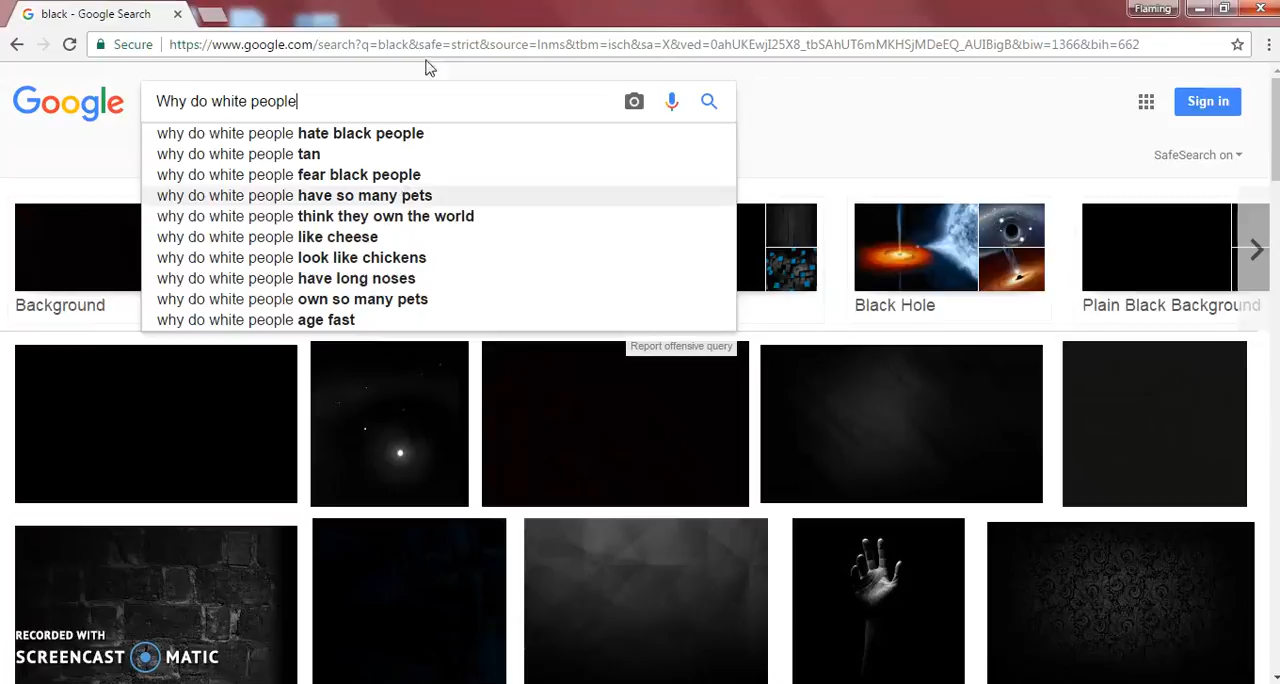 black - Google Search
Flaming
Secure
https://www.google.com/search?q=black&safe=strict&source=lnms&tbm=isch&sa=X&ved=0ahUKEwjI25X8_tbSAhUT6mMKHSjMDeEQ_AUIBigB&biw=1366&bih=662
Google
Why do white people
Sign in
why do white people hate black people
why do white people tan
why do white people fear black people
why do white people have so many pets
why do white people think they own the world
why do white people like cheese
why do white people look like chickens
why do white people have long noses
why do white people own so many pets
why do white people age fast
SafeSearch on
Background
Black Hole
Plain Black Background
Report offensive query
RECORDED WITH
SCREENCAST MATIC